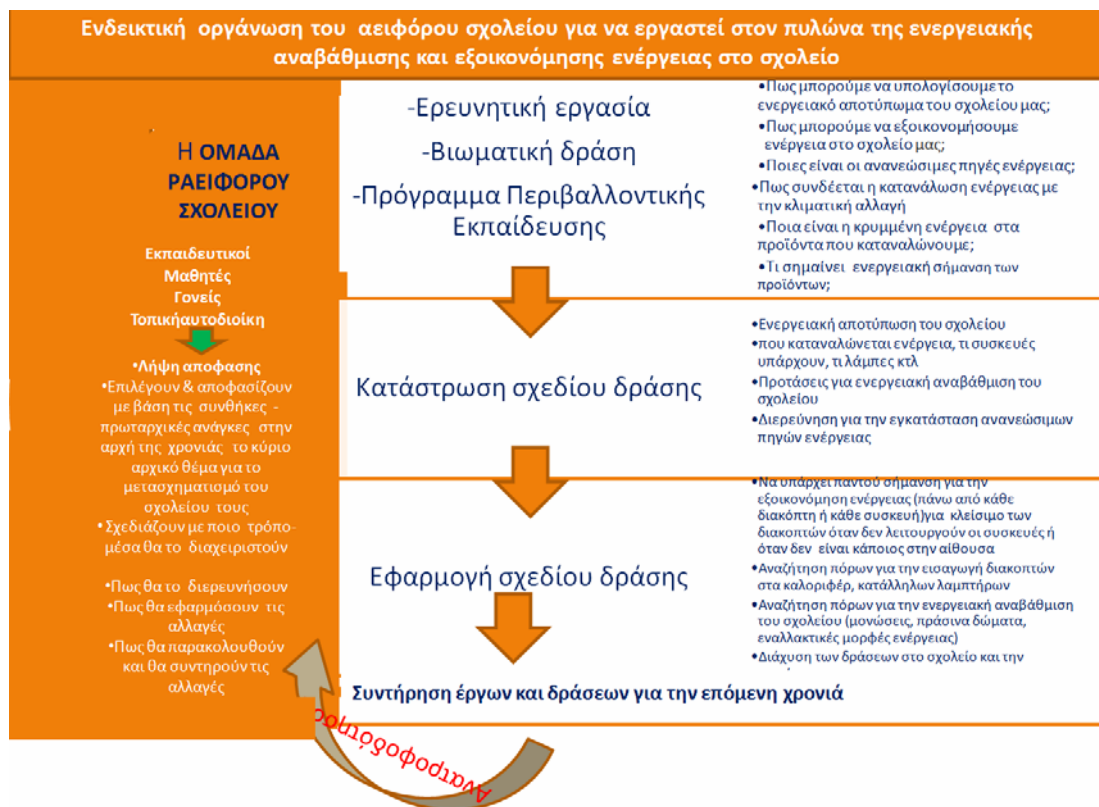 Ενδεικτική οργάνωση του αειφόρου σχολείου για να εργαστεί στον πυλώνα της ενεργειακής
αναβάθμισης και εξοικονόμησης ενέργειας στο σχολείο
Η ΟΜΑΔΑ
ΡΑΕΙΦΟΡΟΥ
ΣΧΟΛΕΙΟΥ
Εκπαιδευτικοί
Μαθητές
Γονείς
Τοπικήαυτοδιοίκη
•Λήψη αποφασης
•Επιλέγουν & αποφασίζουν
με βάση τις συνθήκες -
πρωταρχικές ανάγκες στην
αρχή της χρονιάς το κύριο
αρχικό θέμα για το
μετασχηματισμό του
σχολείου τους
•Σχεδιάζουν με ποιο τρόπο-
μέσα θα το διαχειριστούν
•Πως θα το διερευνήσουν
•Πως θα εφαρμόσουν τις
αλλαγές
•Πως θα παρακολουθούν
και θα συντηρούν τις
αλλαγές
-Ερευνητική εργασία
-Βιωματική δράση
-Πρόγραμμα Περιβαλλοντικής
Εκπαίδευσης
•Πως μπορούμε να υπολογίσουμε το
ενεργειακό αποτύπωμα του σχολείου μας;
•Πως μπορούμε να εξοικονομήσουμε
ενέργεια στο σχολείο μας;
•Ποιες είναι οι ανανεώσιμες πηγές ενέργειας;
•Πως συνδέεται η κατανάλωση ενέργειας με
την κλιματική αλλαγή
•Ποια είναι η κρυμμένη ενέργεια στα
προϊόντα που καταναλώνουμε;
•Τι σημαίνει ενεργειακή σήμανση των
προϊόντων;
Κατάστρωση σχεδίου δράσης
•Ενεργειακή αποτύπωση του σχολείου
•που καταναλώνεται ενέργεια, τι συσκευές
υπάρχουν, τι λάμπες κτλ
•Προτάσεις για ενεργειακή αναβάθμιση του
σχολείου
•Διερεύνηση για την εγκατάσταση ανανεώσιμων
πηγών ενέργειας
Εφαρμογή σχεδίου δράσης
•Να υπάρχει παντού σήμανση για την
εξοικονόμηση ενέργειας (πάνω από κάθε
διακόπτη ή κάθε συσκευή)για κλείσιμο των
διακοπτών όταν δεν λειτουργούν οι συσκευές ή
όταν δεν είναι κάποιος στην αίθουσα
•Αναζήτηση πόρων για την εισαγωγή διακοπτών
στα καλοριφέρ, κατάλληλων λαμπτήρων
•Αναζήτηση πόρων για την ενεργειακή αναβάθμιση
του σχολείου (μονώσεις, πράσινα δώματα,
εναλλακτικές μορφές ενέργειας)
•Διάχυση των δράσεων στο σχολείο και την
Συντήρηση έργων και δράσεων για την επόμενη χρονιά
Ανατροφοδότηση